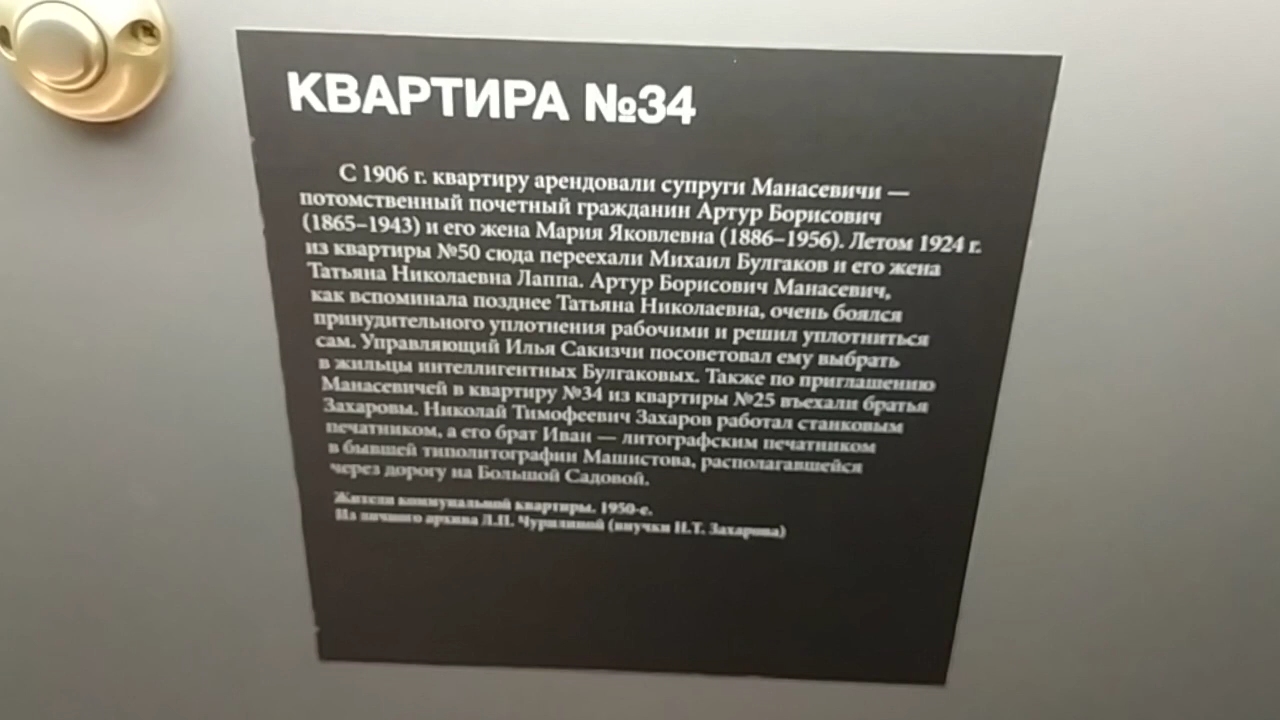 КВАРТИРА №34
С 1906 г. квартиру арендовали супруги Манасевичи —
потомственный почетный гражданин Артур Борисович
(1865–1943) и его жена Мария Яковлевна (1886–1956). Летом 1924 г.
из квартиры №50 сюда переехали Михаил Булгаков и его жена
Татьяна Николаевна Лаппа. Артур Борисович Манасевич,
как вспоминала позднее Татьяна Николаевна, очень боялся
принудительного уплотнения рабочими и решил уплотниться
сам. Управляющий Илья Сакизчи посоветовал ему выбрать
в жильцы интеллигентных Булгаковых. Также по приглашению
Манасевичей в квартиру №34 из квартиры №25 въехали братья
Захаровы. Николай Тимофеевич Захаров работал станковым
печатником, а его брат Иван — литографским печатником
в бывшей типолитографии Машистова, располагавшейся
через дорогу на Большой Садовой.
Жители коммунальной квартиры. 1950-е.
Из личного архива Л.П. Чурилиной (внучки Н.Т. Захарова)